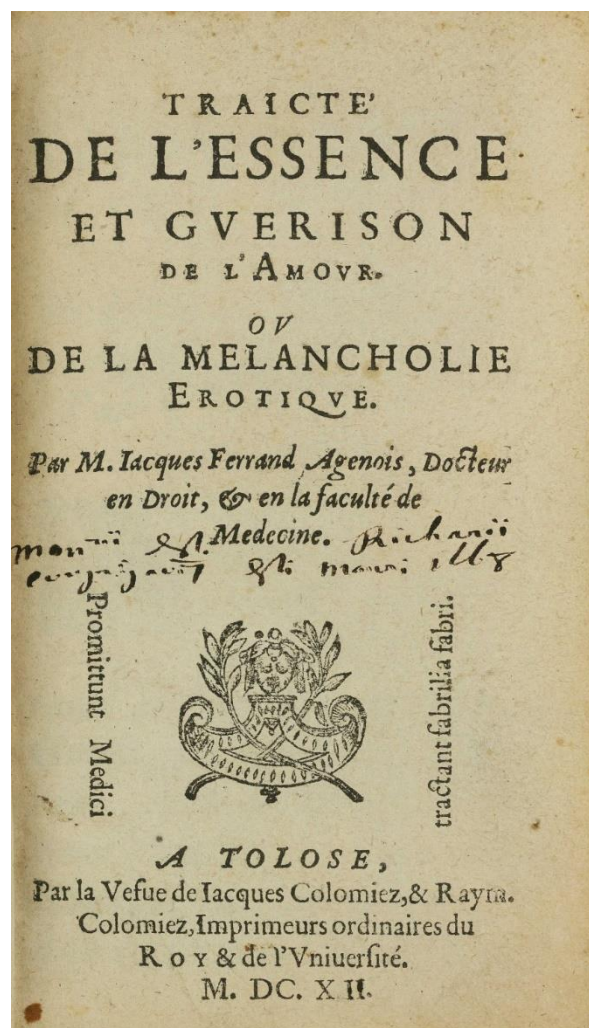 TRAICTE'
DE L'ESSENCE
ET GVERISON
DE L'AMOVR.
OV
DE LA MELANCHOLIE
EROTIQVE.
Par M. Iacques Ferrand Agenois, Docteur
en Droit, & en la faculté de
Medecine.
Promittunt Medici
tractant fabrilia fabri.
A TOLOSE,
Par la Vefue de Iacques Colomiez, & Raym.
Colomiez, Imprimeurs ordinaires du
ROY & de l'Vniuerſité.
M. DC. XII.